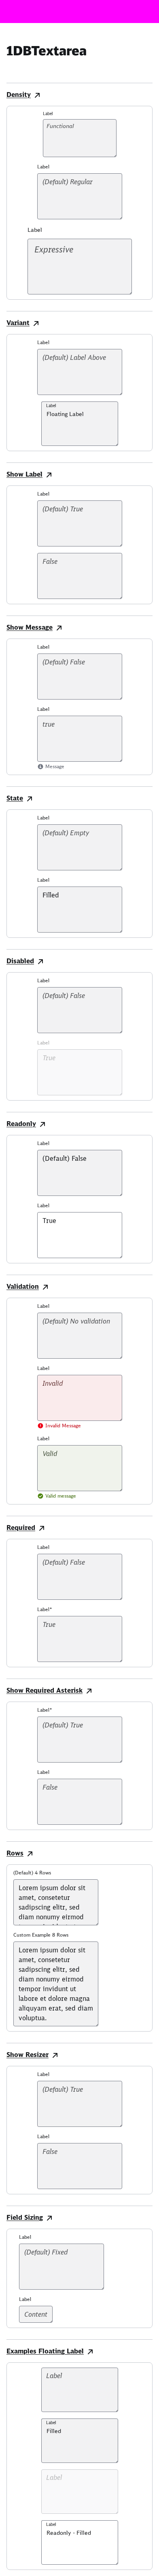 1DBTextarea
Density
Label
Functional
Label
(Default) Regular
Label
Expressive
Variant
Label
(Default) Label Above
Label
Floating Label
Show Label
Label
(Default) True
False
Show Message
Label
(Default) False
Label
true
Message
State
Label
(Default) Empty
Label
Filled
Disabled
Label
(Default) False
Label
True
Readonly
Label
(Default) False
Label
True
Validation
Label
(Default) No validation
Label
Invalid
Invalid Message
Label
Valid
Valid message
Required
Label
(Default) False
Label*
True
Show Required Asterisk
Label*
(Default) True
Label
False
Rows
(Default) 4 Rows
Lorem ipsum dolor sit
amet, consetetur
sadipscing elitr, sed
diam nonumy eirmod
Custom Example 8 Rows
Lorem ipsum dolor sit
amet, consetetur
sadipscing elitr, sed
diam nonumy eirmod
tempor invidunt ut
labore et dolore magna
aliquyam erat, sed diam
voluptua.
Show Resizer
Label
(Default) True
Label
False
Field Sizing
Label
(Default) Fixed
Label
Content
Examples Floating Label
Label
Label
Filled
Label
Label
Readonly - Filled